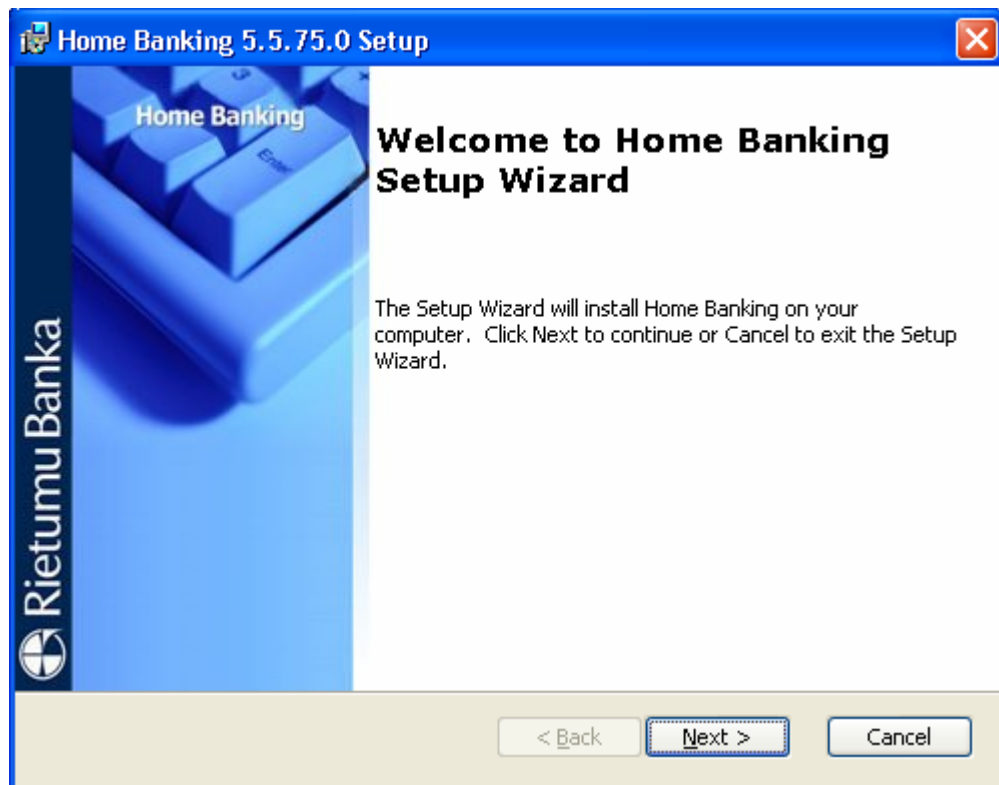 Home Banking 5.5.75.0 Setup
Home Banking
Enter
Rietumu Banka
Welcome to Home Banking
Setup Wizard
The Setup Wizard will install Home Banking on your
computer. Click Next to continue or Cancel to exit the Setup
Wizard.
< Back
Next >
Cancel